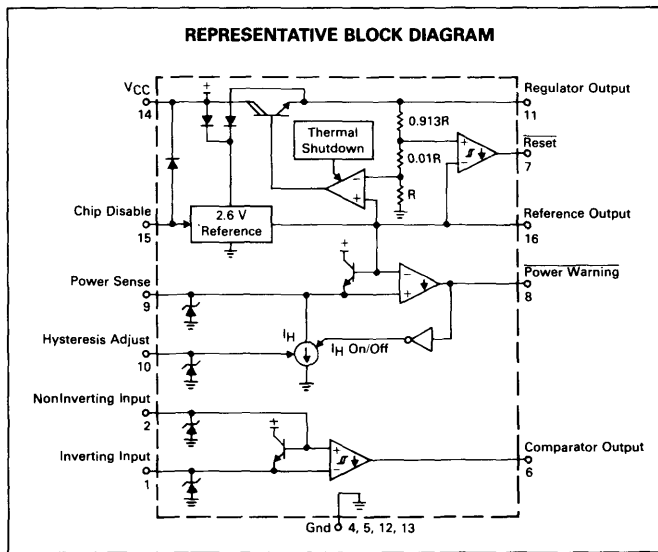 REPRESENTATIVE BLOCK DIAGRAM
VCC
14
Regulator Output
11
0.913R
Thermal
Shutdown
Reset
7
0.01R
R
Chip Disable
15
2.6 V
Reference
Reference Output
16
Power Sense
9
Power Warning
8
IH
IH On/Off
Hysteresis Adjust
10
NonInverting Input
2
Inverting Input
1
Comparator Output
6
Gnd 4, 5, 12, 13